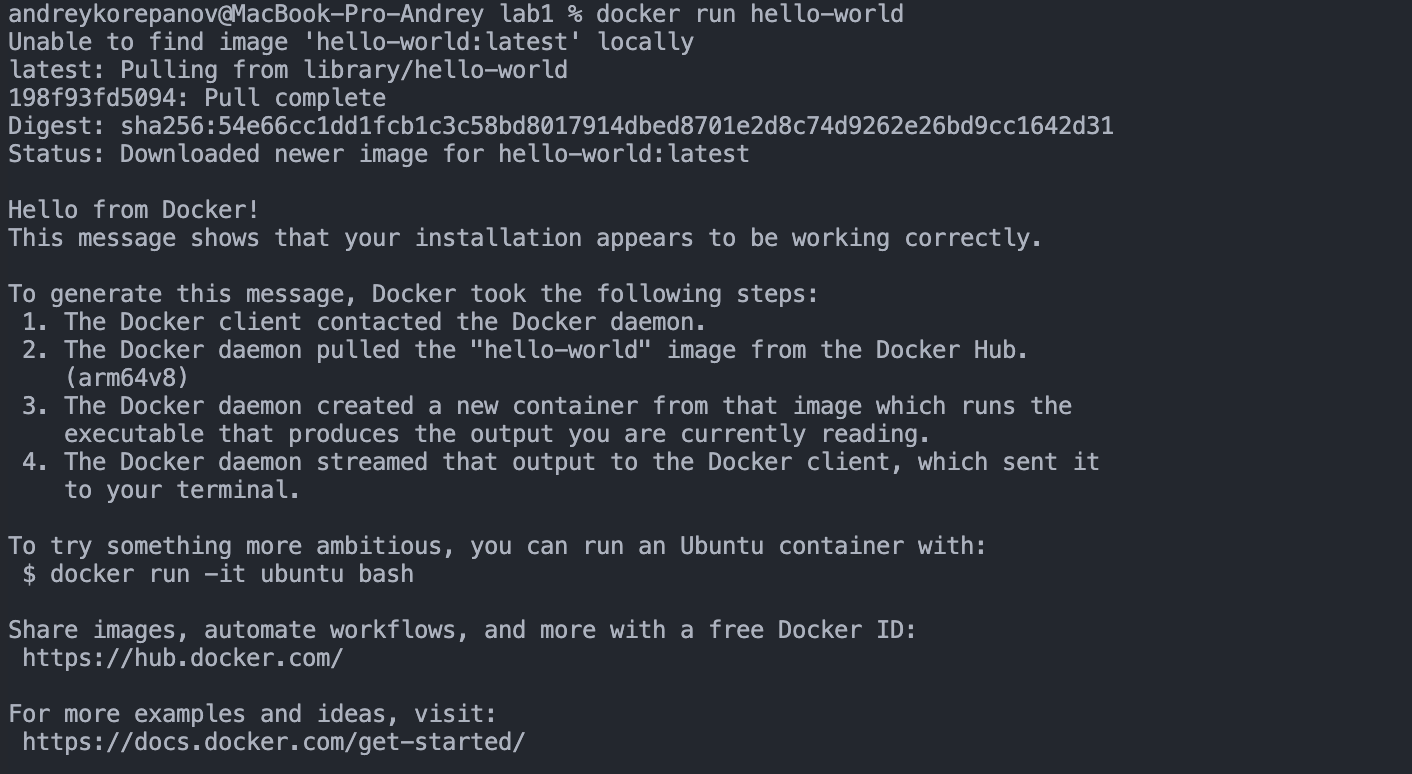 andreykorepanov@MacBook-Pro-Andrey lab1 % docker run hello-world
Unable to find image 'hello-world:latest' locally
latest: Pulling from library/hello-world
198f93fd5094: Pull complete
Digest: sha256:54e66cc1dd1fcb1c3c58bd8017914dbed8701e2d8c74d9262e26bd9cc1642d31
Status: Downloaded newer image for hello-world:latest

Hello from Docker!
This message shows that your installation appears to be working correctly.

To generate this message, Docker took the following steps:
 1. The Docker client contacted the Docker daemon.
 2. The Docker daemon pulled the "hello-world" image from the Docker Hub.
    (arm64v8)
 3. The Docker daemon created a new container from that image which runs the
    executable that produces the output you are currently reading.
 4. The Docker daemon streamed that output to the Docker client, which sent it
    to your terminal.

To try something more ambitious, you can run an Ubuntu container with:
 $ docker run -it ubuntu bash

Share images, automate workflows, and more with a free Docker ID:
 https://hub.docker.com/

For more examples and ideas, visit:
 https://docs.docker.com/get-started/